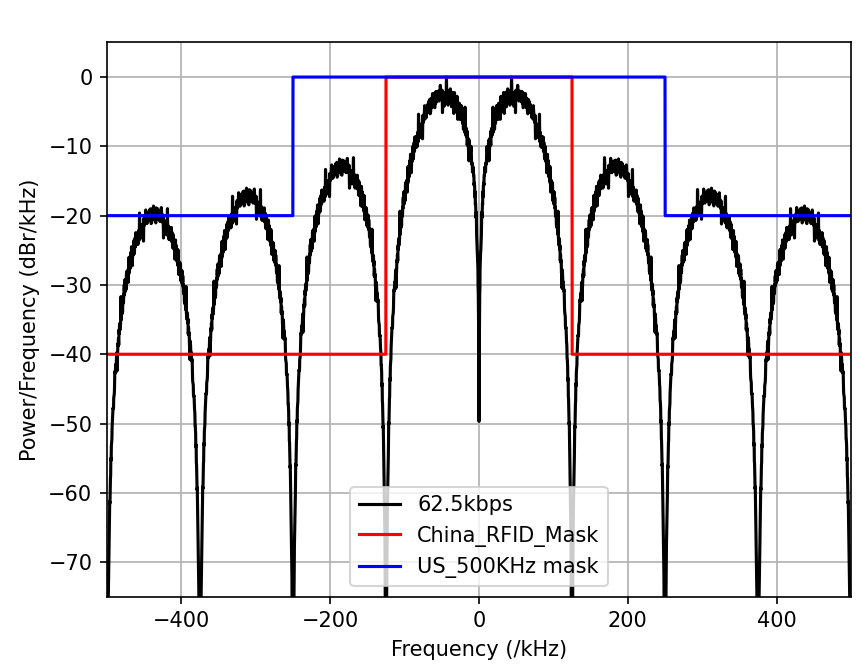 0
−10
−20
−30
−40
−50
−60
−70
Power/Frequency (dBr/kHz)
62.5kbps
China_RFID_Mask
US_500KHz mask
−400
−200
0
200
400
Frequency (/kHz)